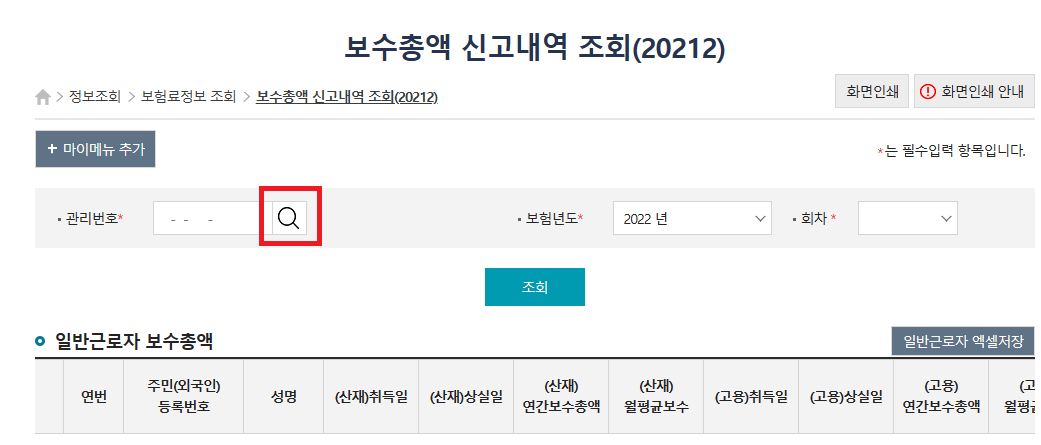 보수총액 신고내역 조회(20212)
정보조회 > 보험료정보 조회 > 보수총액 신고내역 조회(20212)
화면인쇄
화면인쇄 안내
+ 마이메뉴 추가
*는 필수입력 항목입니다.
관리번호* - - -
보험년도* 2022 년
회차 *
조회
일반근로자 보수총액
일반근로자 엑셀저장
연번
주민(외국인)
등록번호
성명
(산재)취득일
(산재)상실일
(산재)
연간보수총액
(산재)
월평균보수
(고용)취득일
(고용)상실일
(고용)
연간보수총액
(고
월평균